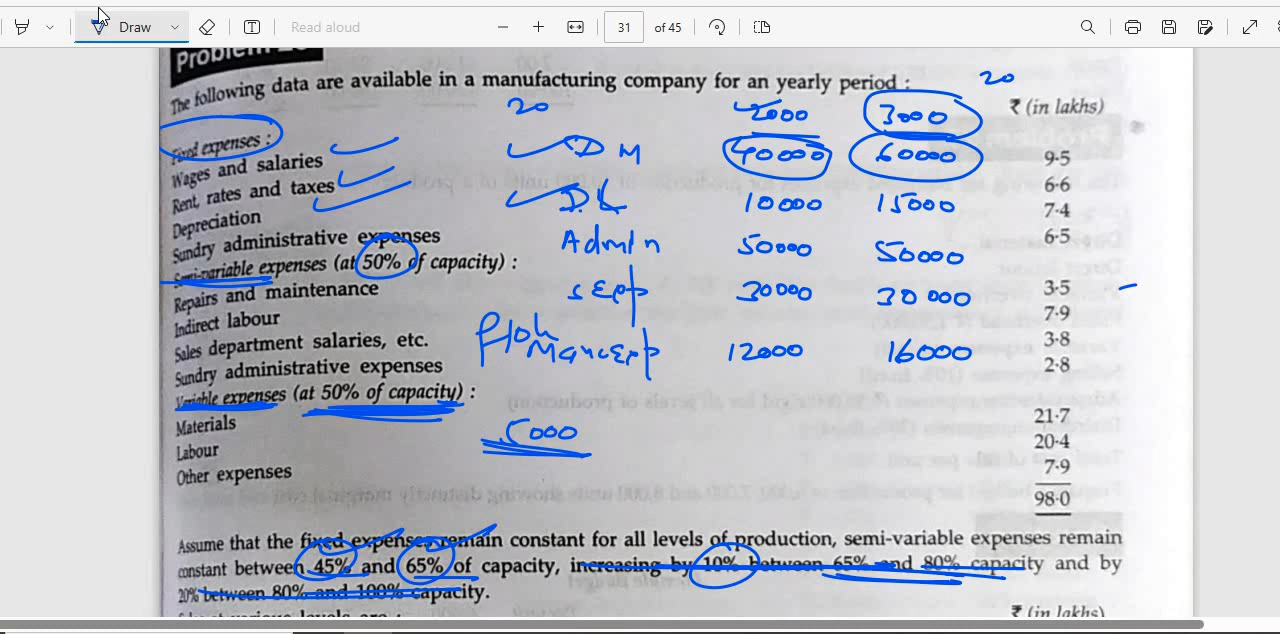 Draw
Read aloud
31 of 45
Problem
The following data are available in a manufacturing company for an yearly period :
₹ (in lakhs)
20 2000 3000 20
Fixed expenses :
Wages and salaries 9·5
Rent, rates and taxes 6·6
Depreciation 7·4
Sundry administrative expenses 6·5
Semi-variable expenses (at 50% of capacity) :
Repairs and maintenance 3·5
Indirect labour 7·9
Sales department salaries, etc. 3·8
Sundry administrative expenses 2·8
Variable expenses (at 50% of capacity) :
Materials 21·7
Labour 20·4
Other expenses 7·9
98·0
DM 40000 60000
DL 10000 15000
Admin 50000 50000
S Exp 30000 30000
12000 16000
5000
Assume that the fixed expenses remain constant for all levels of production, semi-variable expenses remain
constant between 45% and 65% of capacity, increasing by 10% between 65% and 80% capacity and by
20% between 80% and 100% capacity.
₹ (in lakhs)